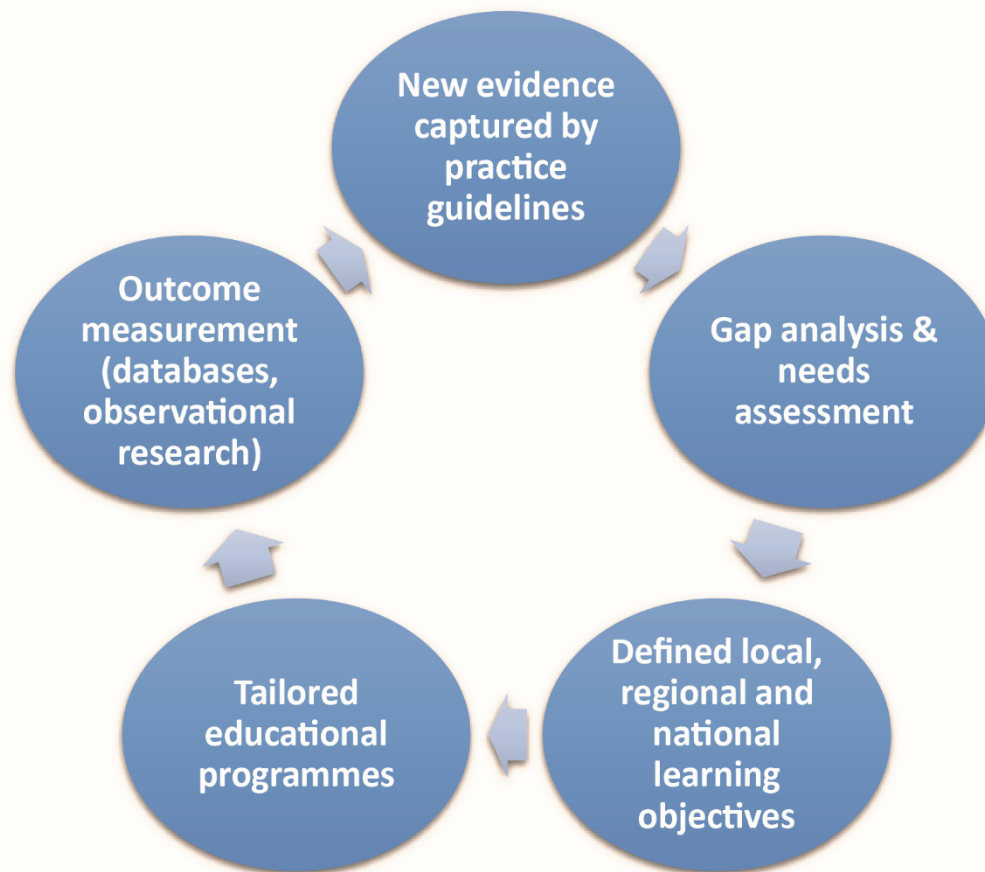 New evidence
captured by
practice
guidelines
Gap analysis &
needs
assessment
Defined local,
regional and
national
learning
objectives
Tailored
educational
programmes
Outcome
measurement
(databases,
observational
research)